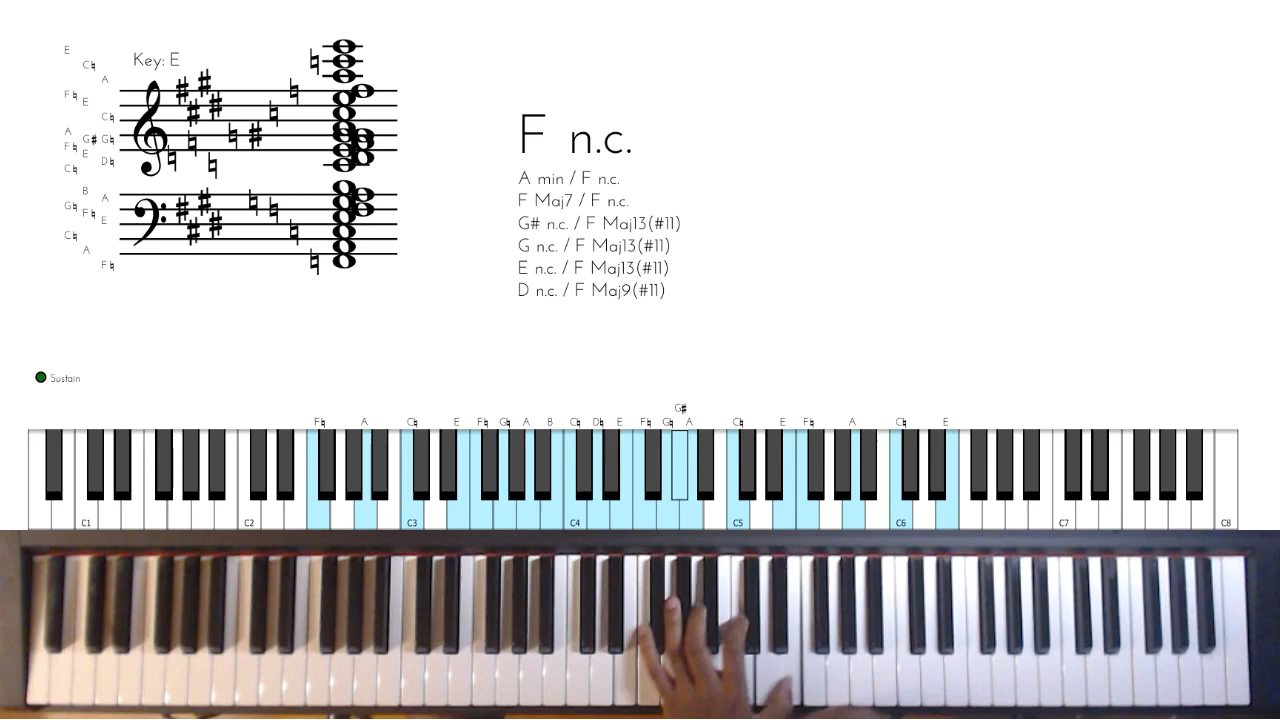 Key: E
E
C♮
A
F♮
E
C♮
A
G# G♮
F♮
E
D♮
C♮
B
A
G♮
F♮
E
C♮
A
F♮
F n.c.
A min / F n.c.
F Maj7 / F n.c.
G# n.c. / F Maj13(#11)
G n.c. / F Maj13(#11)
E n.c. / F Maj13(#11)
D n.c. / F Maj9(#11)
Sustain
G#
F♮ A C♮ E F♮ G♮ A B C♮ D♮ E F♮ G♮ A C♮ E F♮ A C♮ E
C1 C2 C3 C4 C5 C6 C7 C8